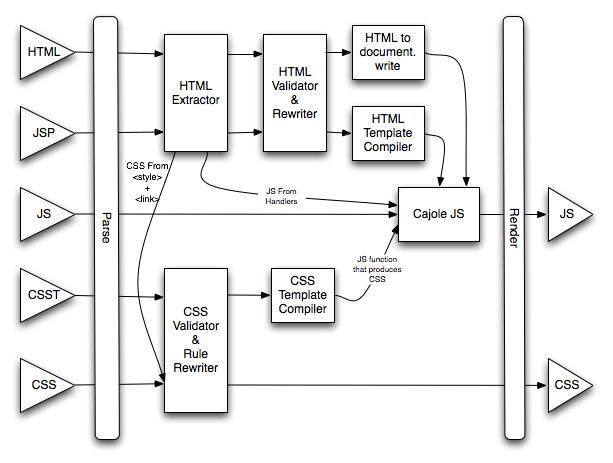 HTML
JSP
JS
CSST
CSS
Parse
HTML
Extractor
HTML
Validator
&
Rewriter
HTML to
document.
write
HTML
Template
Compiler
CSS From
<style>
+
<link>
JS From
Handlers
Cajole JS
JS function
that produces
CSS
CSS
Validator
&
Rule
Rewriter
CSS
Template
Compiler
Render
JS
CSS